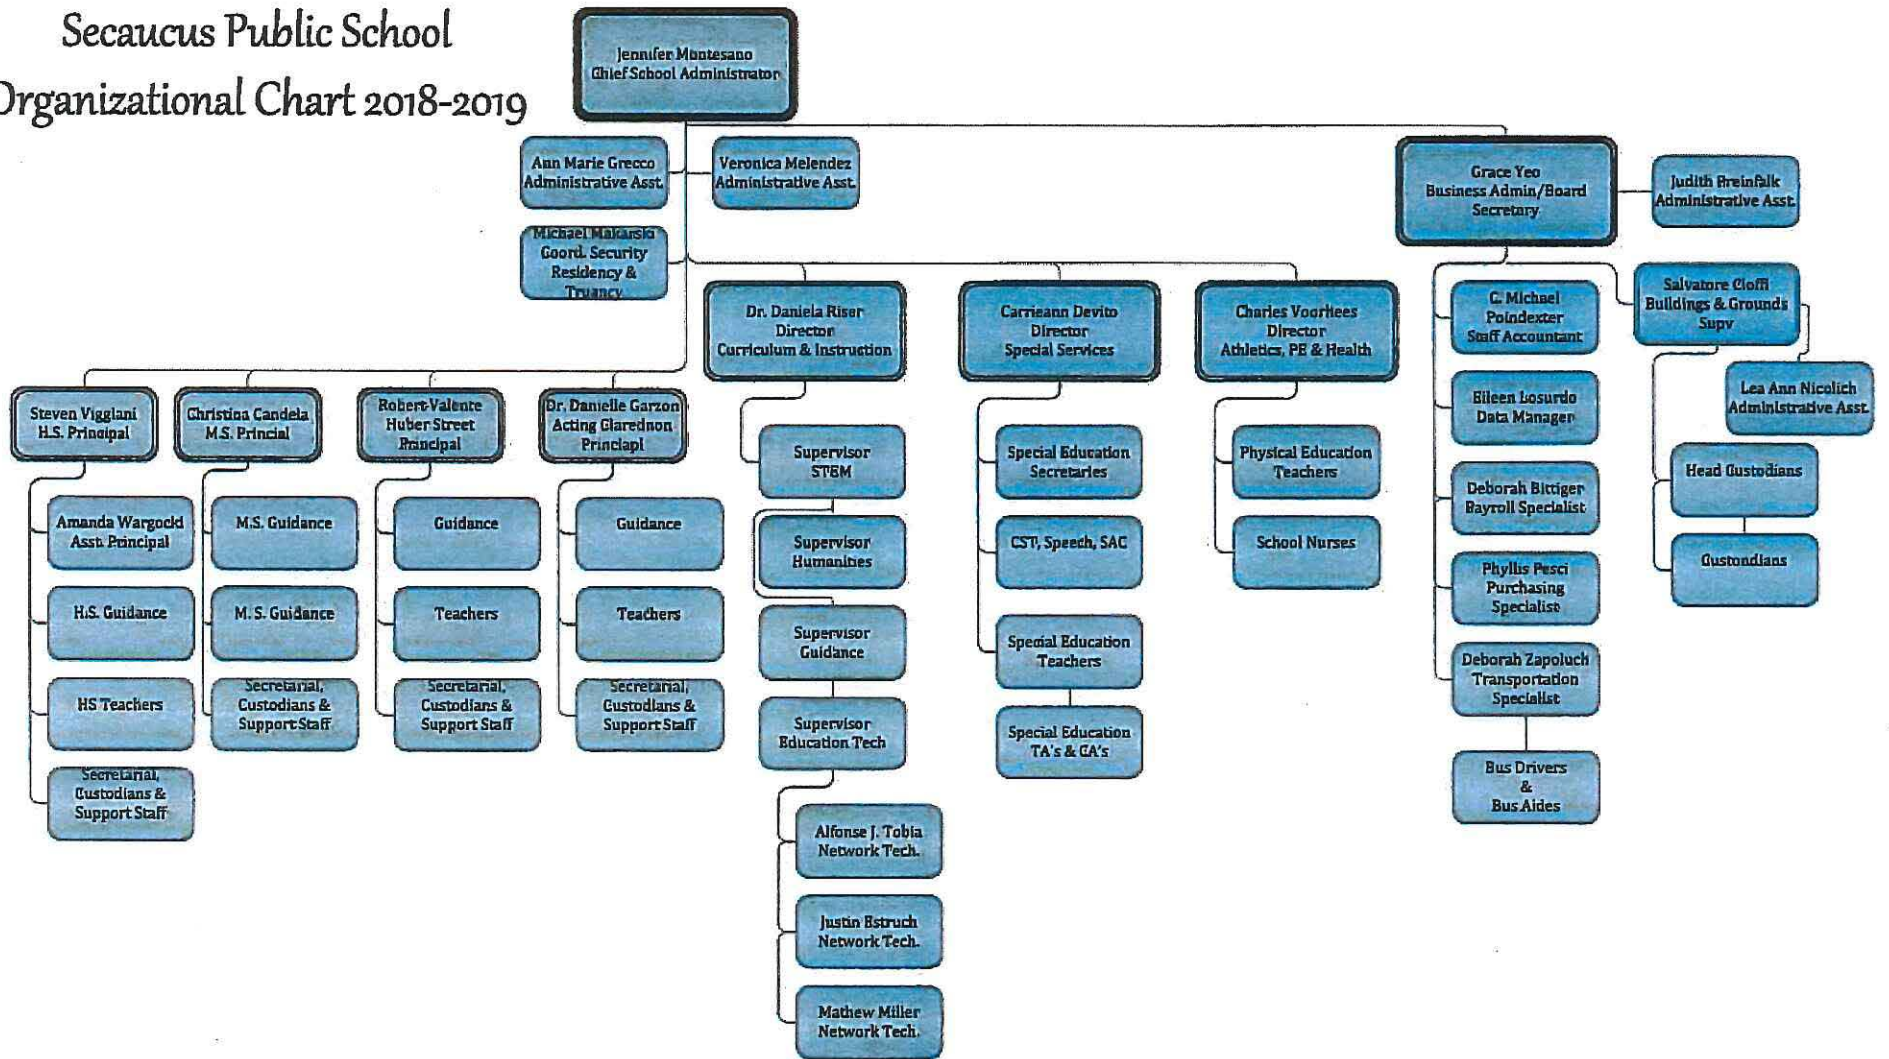 Secaucus Public School
Organizational Chart 2018-2019
Jennifer Montesano
Chief School Administrator
Ann Marie Grecco
Administrative Asst.
Veronica Melendez
Administrative Asst.
Michael Makarski
Coord. Security
Residency &
Truancy
Grace Yeo
Business Admin/Board
Secretary
Judith
Administrative Asst.
Dr. Daniela Riser
Director
Curriculum & Instruction
Carrieann Devito
Director
Special Services
Charles Voorhees
Director
Athletics, PE & Health
C. Michael
Poindexter
Staff Accountant
Salvatore Cioffi
Buildings & Grounds
Supv
Lea Ann Nicolich
Administrative Asst.
Steven Viggiani
H.S. Principal
Christina Candela
M.S. Princial
Robert Valente
Huber Street
Principal
Dr. Danielle Garzon
Acting Clarednon
Princiapl
Amanda Wargocki
Asst. Principal
H.S. Guidance
HS Teachers
Secretarial,
Custodians &
Support Staff
M.S. Guidance
M. S. Guidance
Secretarial,
Custodians &
Support Staff
Guidance
Teachers
Secretarial,
Custodians &
Support Staff
Guidance
Teachers
Secretarial,
Custodians &
Support Staff
Supervisor
STEM
Supervisor
Humanities
Supervisor
Guidance
Supervisor
Education Tech
Alfonse J. Tobia
Network Tech.
Justin Estruch
Network Tech.
Mathew Miller
Network Tech.
Special Education
Secretaries
CST, Speech, SAC
Special Education
Teachers
Special Education
TA's & CA's
Physical Education
Teachers
School Nurses
Eileen Losurdo
Data Manager
Deborah Bittiger
Payroll Specialist
Phyllis Pesci
Purchasing
Specialist
Deborah Zapoluch
Transportation
Specialist
Bus Drivers
&
Bus Aides
Head Custodians
Custondians